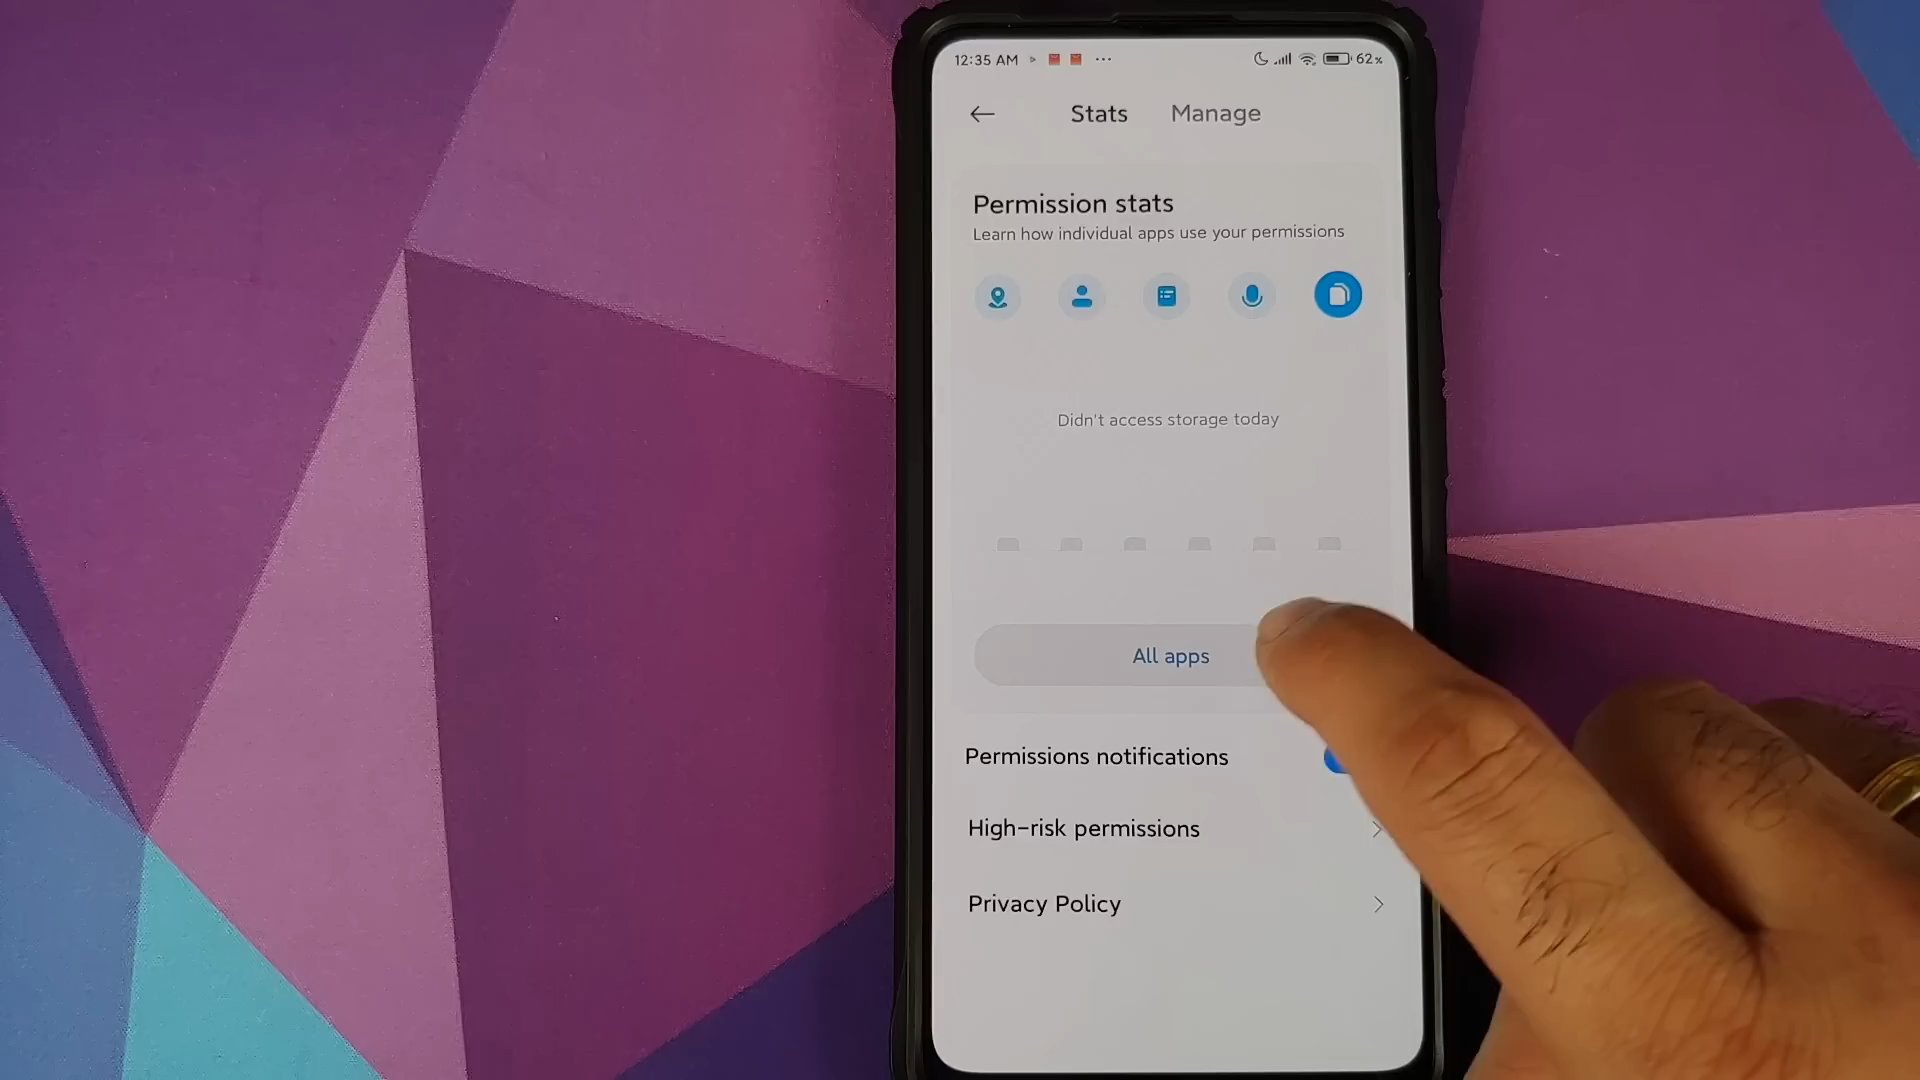 12:35 AM
62%
Stats
Manage
Permission stats
Learn how individual apps use your permissions
Didn't access storage today
All apps
Permissions notifications
High-risk permissions
Privacy Policy